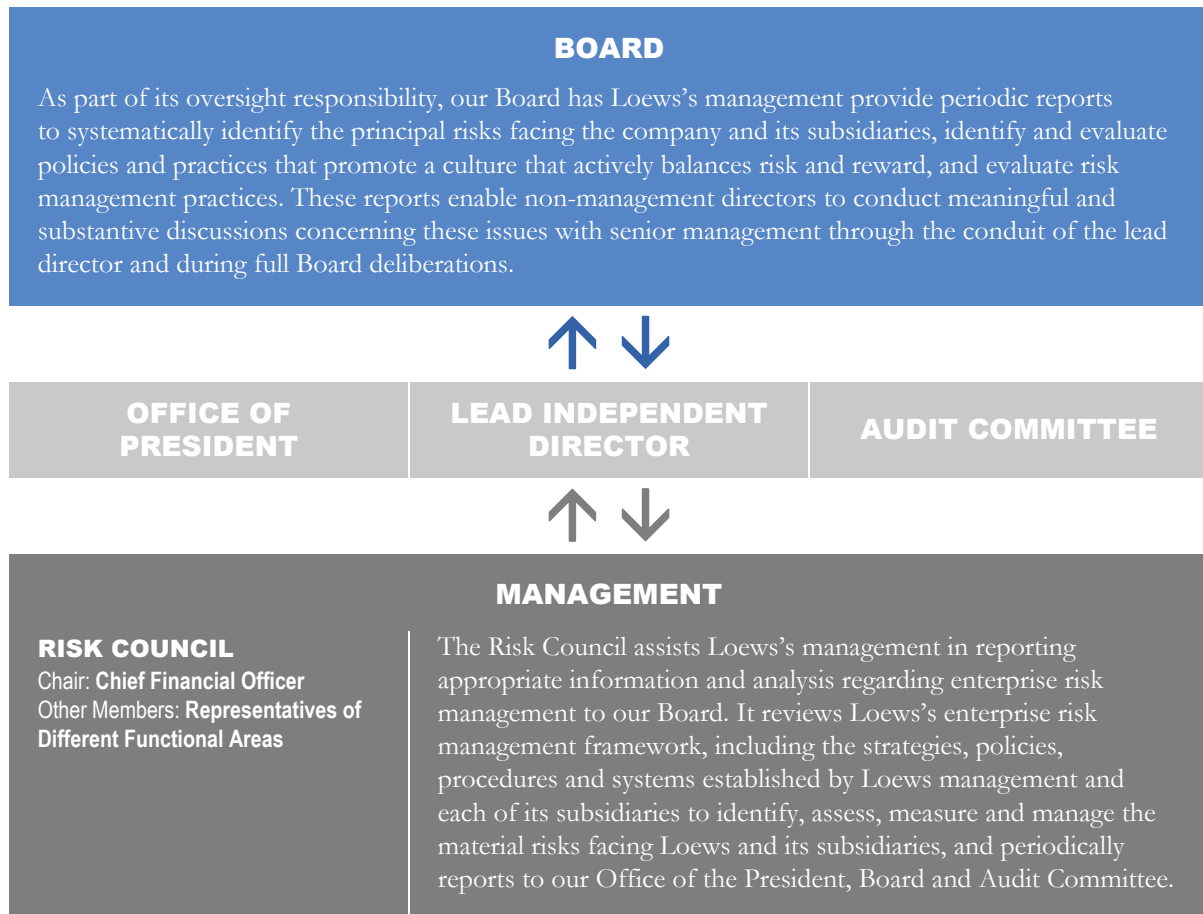 BOARD
As part of its oversight responsibility, our Board has Loews’s management provide periodic reports
to systematically identify the principal risks facing the company and its subsidiaries, identify and evaluate
policies and practices that promote a culture that actively balances risk and reward, and evaluate risk
management practices. These reports enable non-management directors to conduct meaningful and
substantive discussions concerning these issues with senior management through the conduit of the lead
director and during full Board deliberations.
OFFICE OF
PRESIDENT
LEAD INDEPENDENT
DIRECTOR
AUDIT COMMITTEE
MANAGEMENT
RISK COUNCIL
Chair: Chief Financial Officer
Other Members: Representatives of
Different Functional Areas
The Risk Council assists Loews’s management in reporting
appropriate information and analysis regarding enterprise risk
management to our Board. It reviews Loews’s enterprise risk
management framework, including the strategies, policies,
procedures and systems established by Loews management and
each of its subsidiaries to identify, assess, measure and manage the
material risks facing Loews and its subsidiaries, and periodically
reports to our Office of the President, Board and Audit Committee.